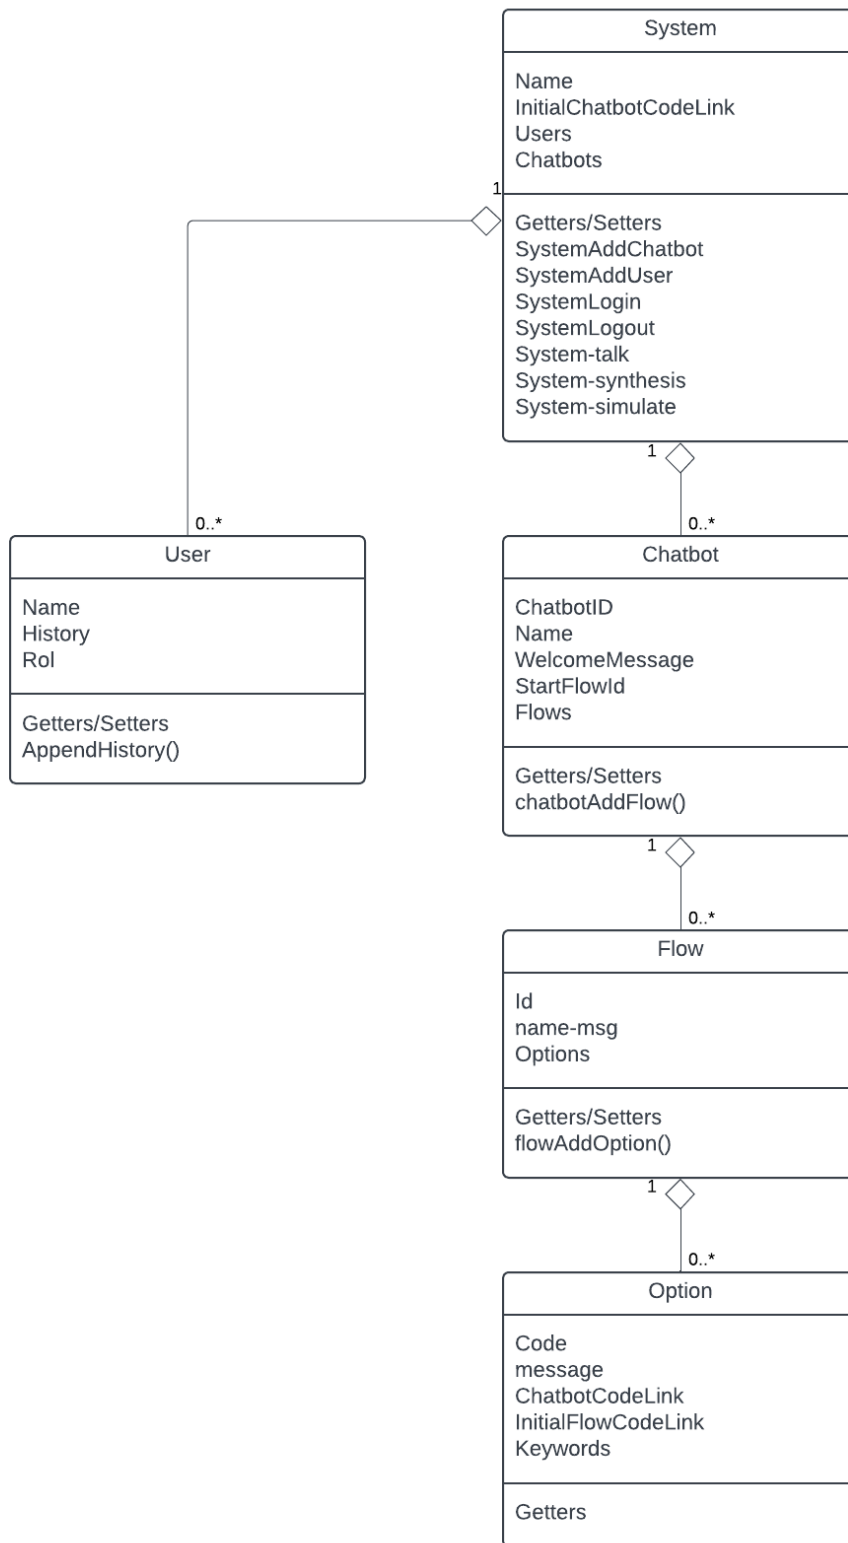 System
Name
InitialChatbotCodeLink
Users
Chatbots
1
Getters/Setters
SystemAddChatbot
SystemAddUser
SystemLogin
SystemLogout
System-talk
System-synthesis
System-simulate
1
0..*
0..*
User
Name
History
Rol
Getters/Setters
AppendHistory()
Chatbot
ChatbotID
Name
WelcomeMessage
StartFlowId
Flows
Getters/Setters
chatbotAddFlow()
1
0..*
Flow
Id
name-msg
Options
Getters/Setters
flowAddOption()
1
0..*
Option
Code
message
ChatbotCodeLink
InitialFlowCodeLink
Keywords
Getters